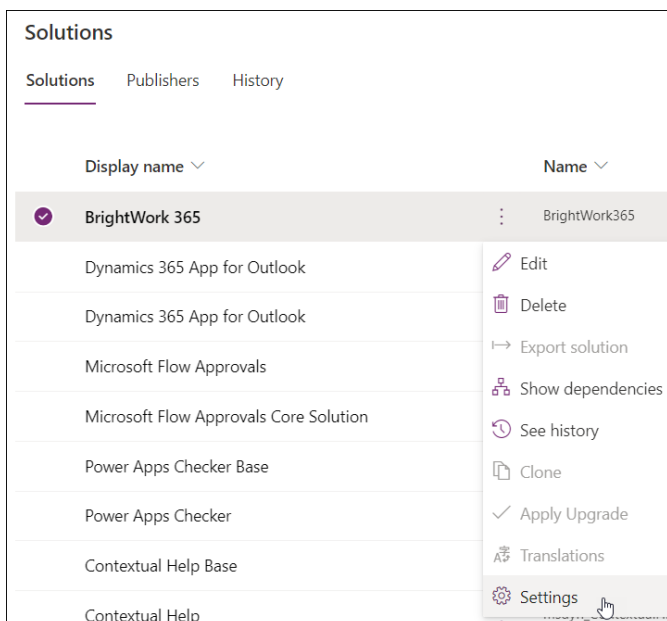 Solutions
Solutions Publishers History
Display name Name
BrightWork 365 BrightWork365
Dynamics 365 App for Outlook
Edit
Dynamics 365 App for Outlook
Delete
Export solution
Microsoft Flow Approvals
Show dependencies
Microsoft Flow Approvals Core Solution
See history
Power Apps Checker Base
Clone
Power Apps Checker
Apply Upgrade
Contextual Help Base
Translations
Settings
Contextual Help